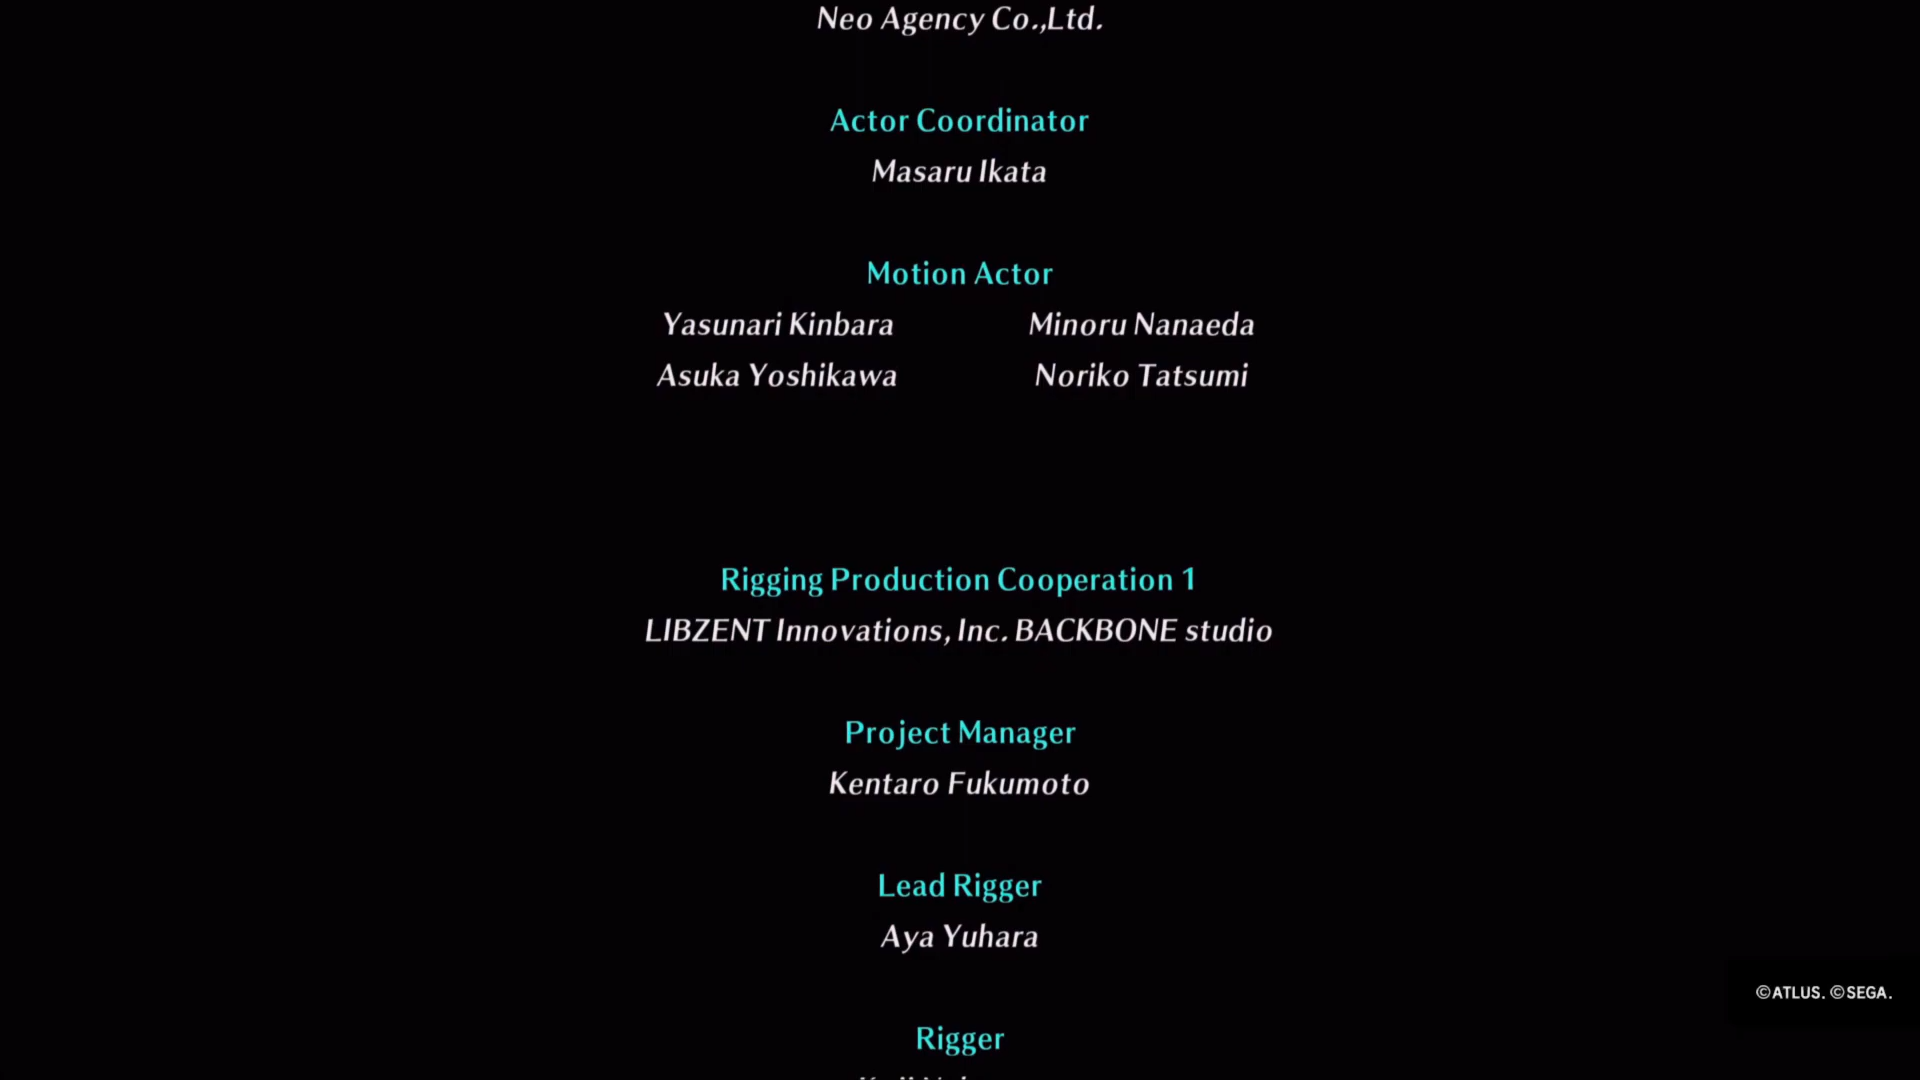 Neo Agency Co.,Ltd.
Actor Coordinator
Masaru Ikata
Motion Actor
Yasunari Kinbara Minoru Nanaeda
Asuka Yoshikawa Noriko Tatsumi
Rigging Production Cooperation 1
LIBZENT Innovations, Inc. BACKBONE studio
Project Manager
Kentaro Fukumoto
Lead Rigger
Aya Yuhara
©ATLUS. ©SEGA.
Rigger